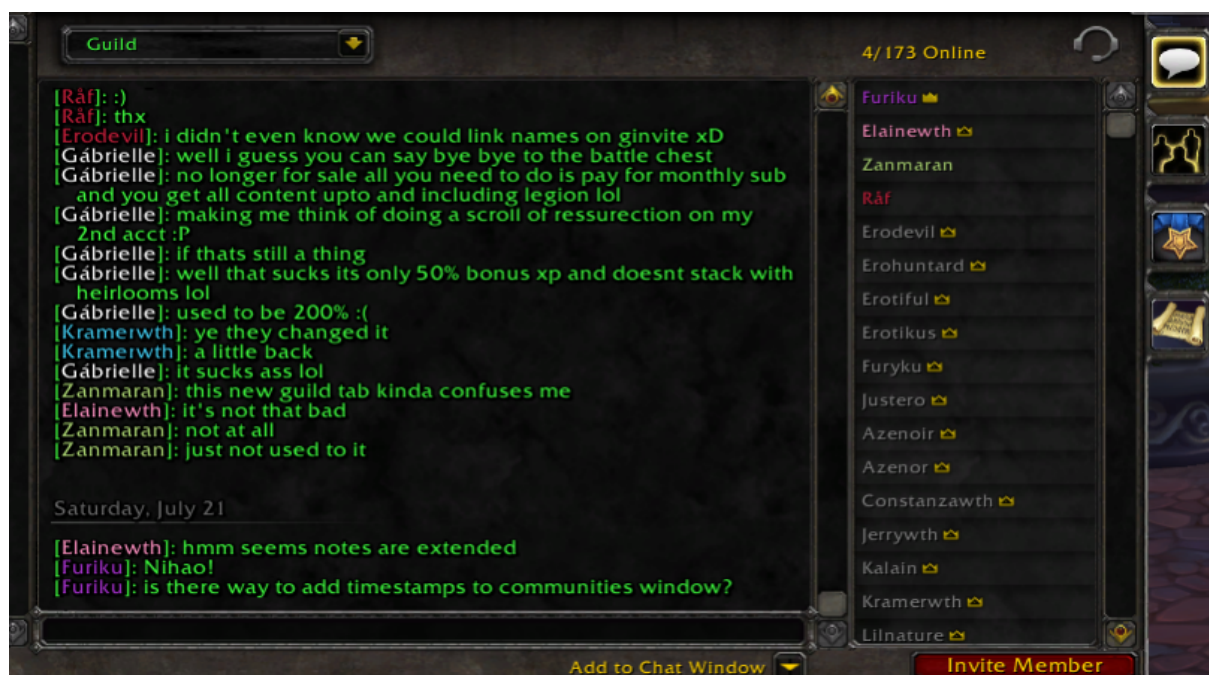 Guild
4/173 Online
[Råf]: :)
[Råf]: thx
[Erodevil]: i didn't even know we could link names on ginvite xD
[Gábrielle]: well i guess you can say bye bye to the battle chest
[Gábrielle]: no longer for sale all you need to do is pay for monthly sub
and you get all content upto and including legion lol
[Gábrielle]: making me think of doing a scroll of ressurection on my
2nd acct :P
[Gábrielle]: if thats still a thing
[Gábrielle]: well that sucks its only 50% bonus xp and doesnt stack with
heirlooms lol
[Gábrielle]: used to be 200% :(
[Kramerwth]: ye they changed it
[Kramerwth]: a little back
[Gábrielle]: it sucks ass lol
[Zanmaran]: this new guild tab kinda confuses me
[Elainewth]: it's not that bad
[Zanmaran]: not at all
[Zanmaran]: just not used to it
Saturday, July 21
[Elainewth]: hmm seems notes are extended
[Furiku]: Nihao!
[Furiku]: is there way to add timestamps to communities window?
Furiku
Elainewth
Zanmaran
Råf
Erodevil
Erohuntard
Erotiful
Erotikus
Furyku
Justero
Azenoir
Azenor
Constanzawth
Jerrywth
Kalain
Kramerwth
Lilnature
Add to Chat Window
Invite Member